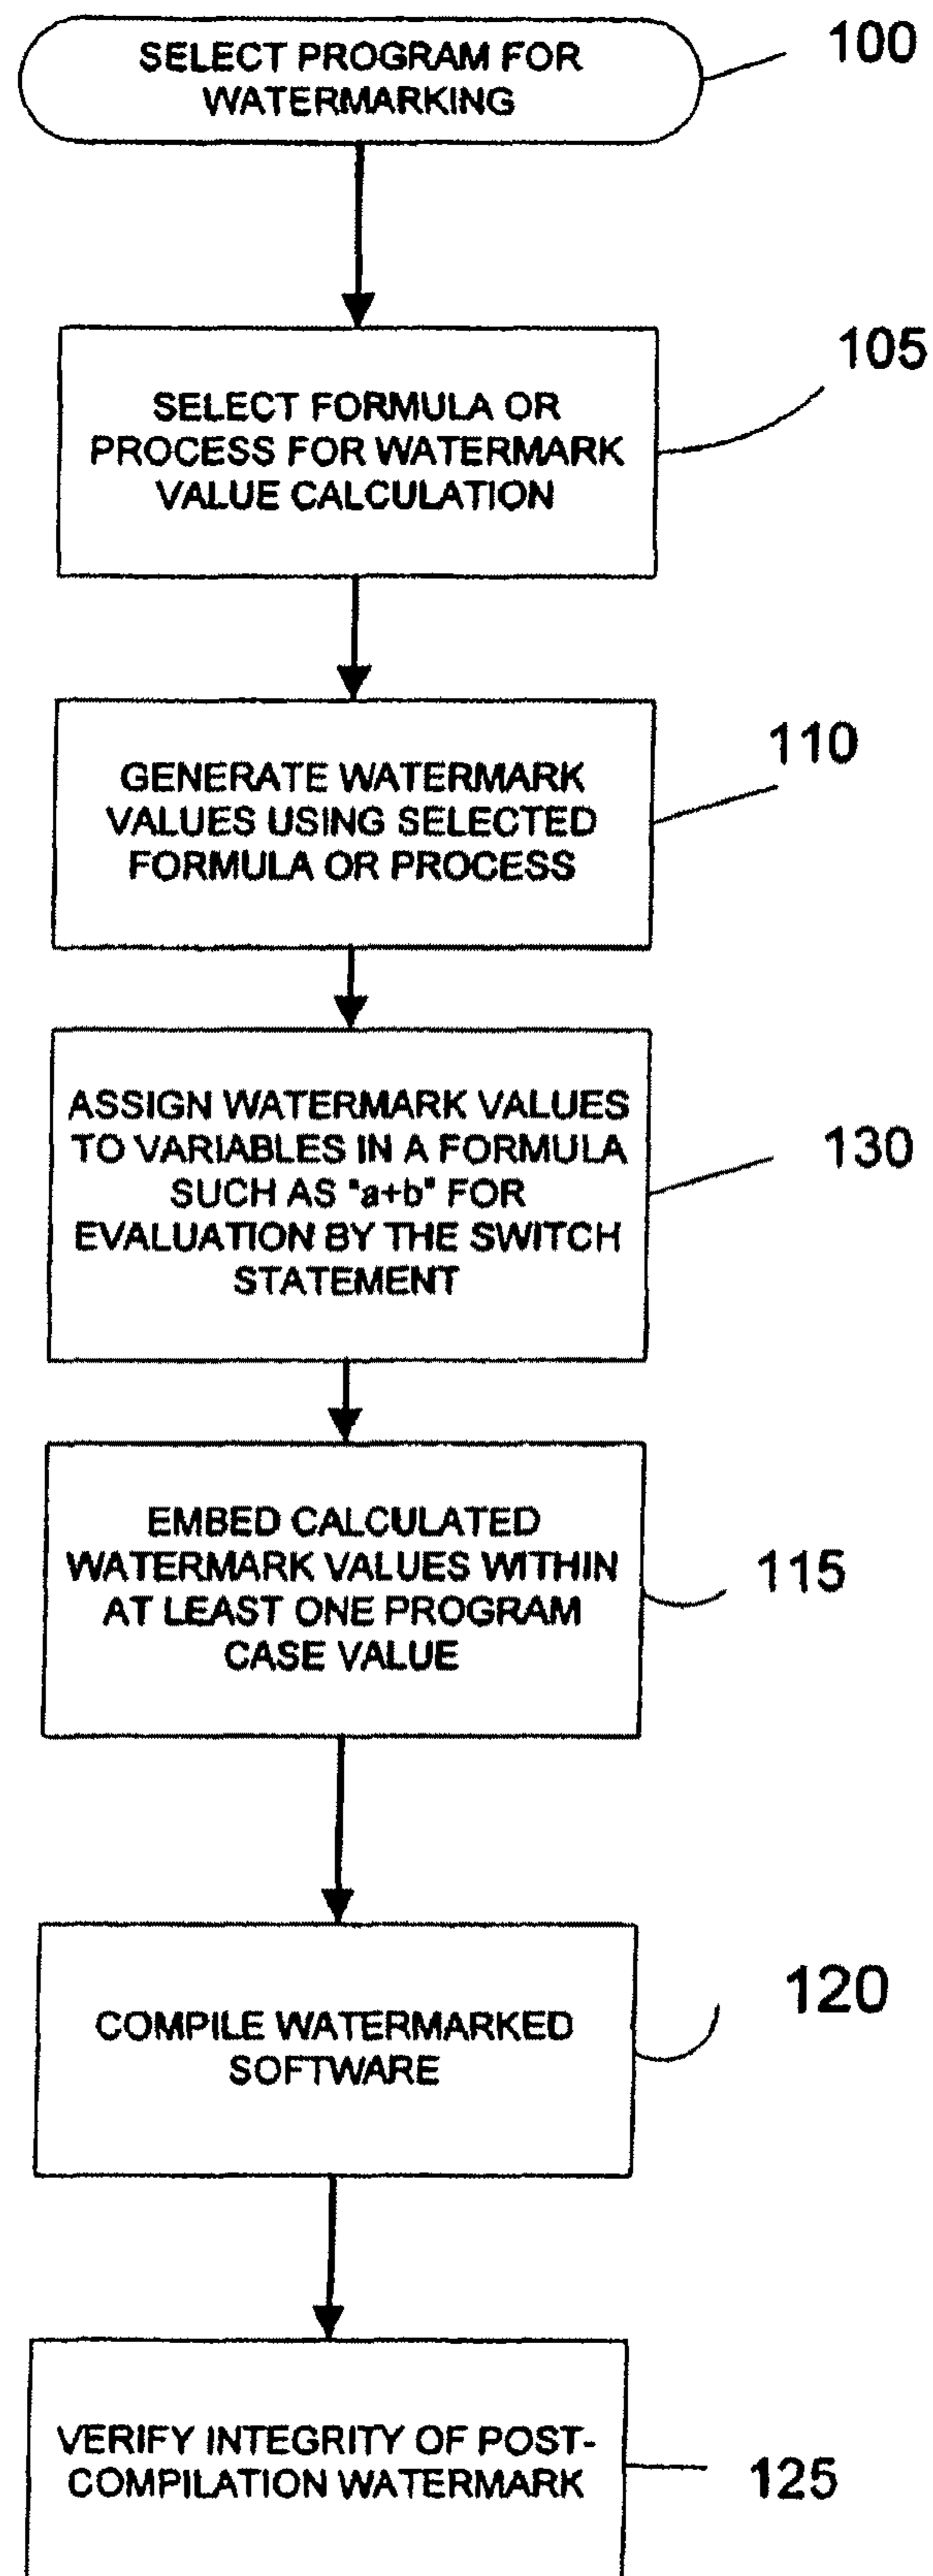 SELECT PROGRAM FOR
WATERMARKING
100
SELECT FORMULA OR
PROCESS FOR WATERMARK
VALUE CALCULATION
105
GENERATE WATERMARK
VALUES USING SELECTED
FORMULA OR PROCESS
110
ASSIGN WATERMARK VALUES
TO VARIABLES IN A FORMULA
SUCH AS "a+b" FOR
EVALUATION BY THE SWITCH
STATEMENT
130
EMBED CALCULATED
WATERMARK VALUES WITHIN
AT LEAST ONE PROGRAM
CASE VALUE
115
COMPILE WATERMARKED
SOFTWARE
120
VERIFY INTEGRITY OF POST-
COMPILATION WATERMARK
125